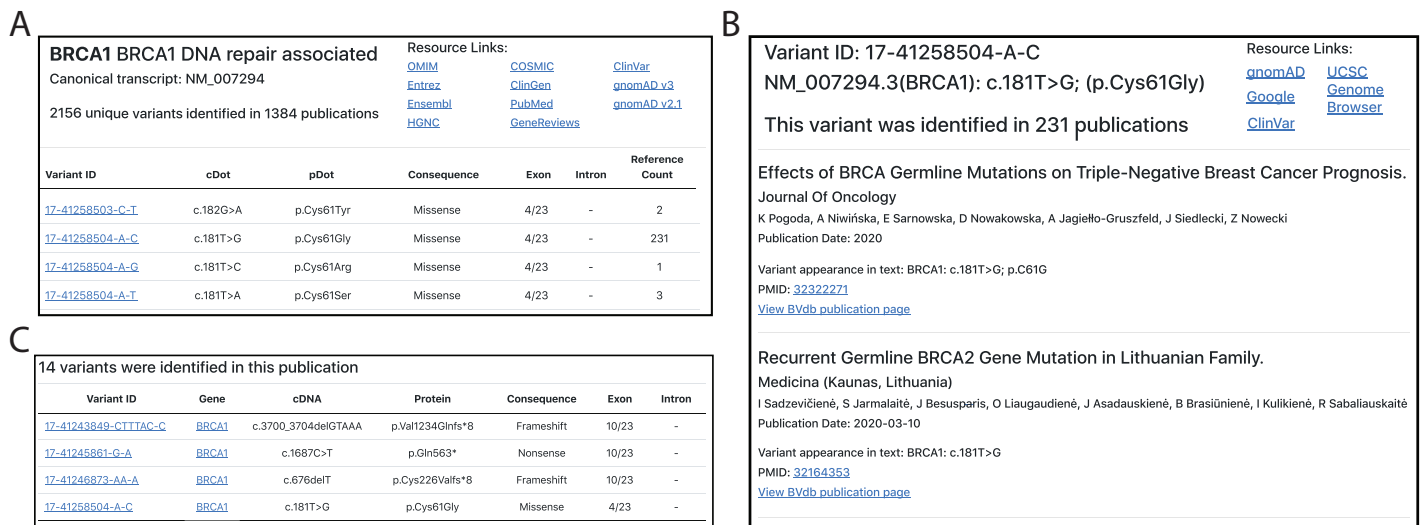 A
BRCA1 BRCA1 DNA repair associated
Canonical transcript: NM_007294
2156 unique variants identified in 1384 publications
Resource Links:
OMIM COSMIC ClinVar
Entrez ClinGen gnomAD v3
Ensembl PubMed gnomAD v2.1
HGNC GeneReviews
Variant ID cDot pDot Consequence Exon Intron Reference Count
17-41258503-C-T c.182G>A p.Cys61Tyr Missense 4/23 - 2
17-41258504-A-C c.181T>G p.Cys61Gly Missense 4/23 - 231
17-41258504-A-G c.181T>C p.Cys61Arg Missense 4/23 - 1
17-41258504-A-T c.181T>A p.Cys61Ser Missense 4/23 - 3
B
Variant ID: 17-41258504-A-C
NM_007294.3(BRCA1): c.181T>G; (p.Cys61Gly)
This variant was identified in 231 publications
Resource Links:
gnomAD UCSC Genome Browser
Google
ClinVar
Effects of BRCA Germline Mutations on Triple-Negative Breast Cancer Prognosis.
Journal Of Oncology
K Pogoda, A Niwińska, E Sarnowska, D Nowakowska, A Jagiełło-Gruszfeld, J Siedlecki, Z Nowecki
Publication Date: 2020
Variant appearance in text: BRCA1: c.181T>G; p.C61G
PMID: 32322271
View BVdb publication page
Recurrent Germline BRCA2 Gene Mutation in Lithuanian Family.
Medicina (Kaunas, Lithuania)
I Sadzevičienė, S Jarmalaitė, J Besusparis, O Liaugaudienė, J Asadauskienė, B Brasiūnienė, I Kulikienė, R Sabaliauskaitė
Publication Date: 2020-03-10
Variant appearance in text: BRCA1: c.181T>G
PMID: 32164353
View BVdb publication page
C
14 variants were identified in this publication
Variant ID Gene cDNA Protein Consequence Exon Intron
17-41243849-CTTTAC-C BRCA1 c.3700_3704delGTAAA p.Val1234Glnfs*8 Frameshift 10/23 -
17-41245861-G-A BRCA1 c.1687C>T p.Gln563* Nonsense 10/23 -
17-41246873-AA-A BRCA1 c.676delT p.Cys226Valfs*8 Frameshift 10/23 -
17-41258504-A-C BRCA1 c.181T>G p.Cys61Gly Missense 4/23 -